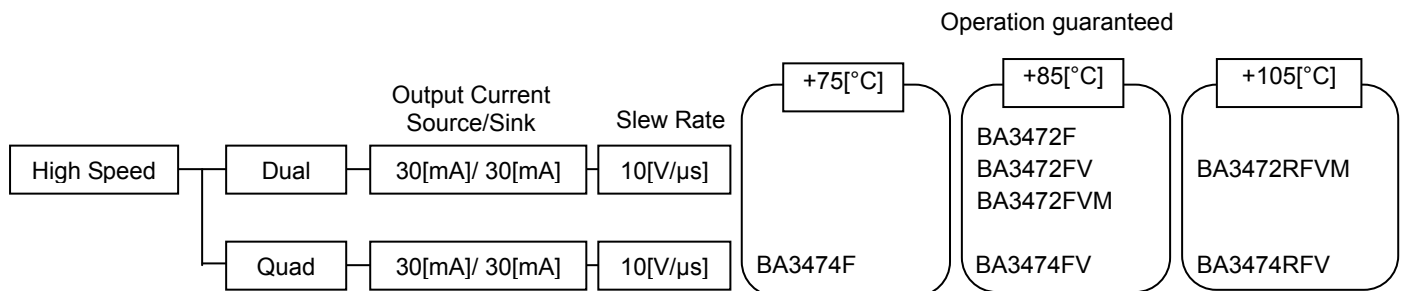 Operation guaranteed
+75[°C]
+85[°C]
+105[°C]
Output Current
Source/Sink
Slew Rate
High Speed
Dual
30[mA]/ 30[mA]
10[V/µs]
BA3472F
BA3472FV
BA3472FVM
BA3472RFVM
Quad
30[mA]/ 30[mA]
10[V/µs]
BA3474F
BA3474FV
BA3474RFV